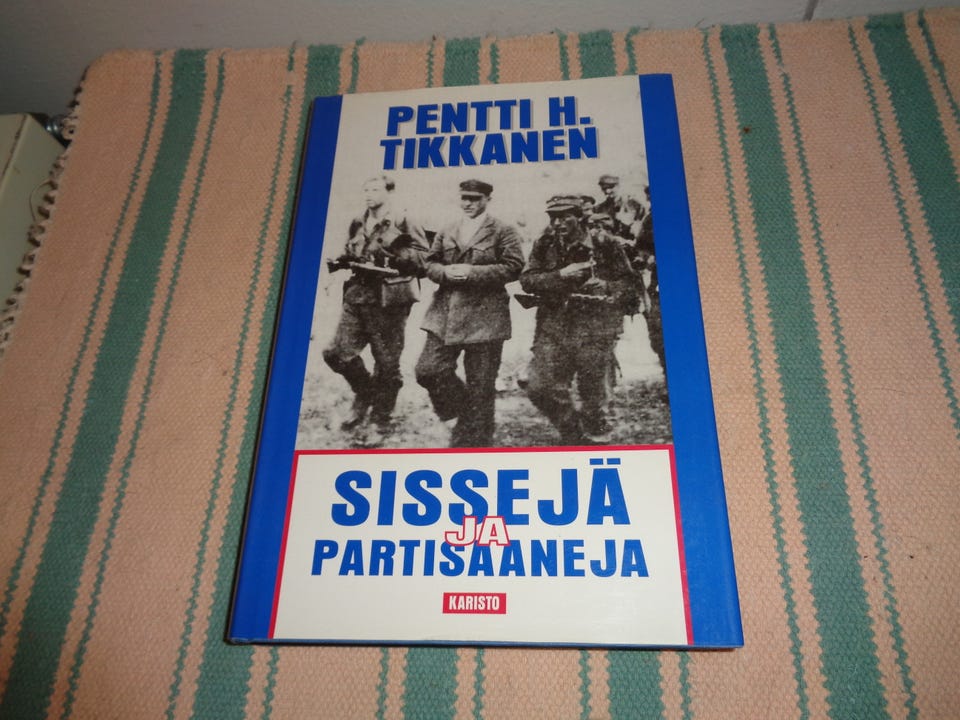 PENTTI H.
TIKKANEN
SISSEJÄ
JA
PARTISAANEJA
KARISTO